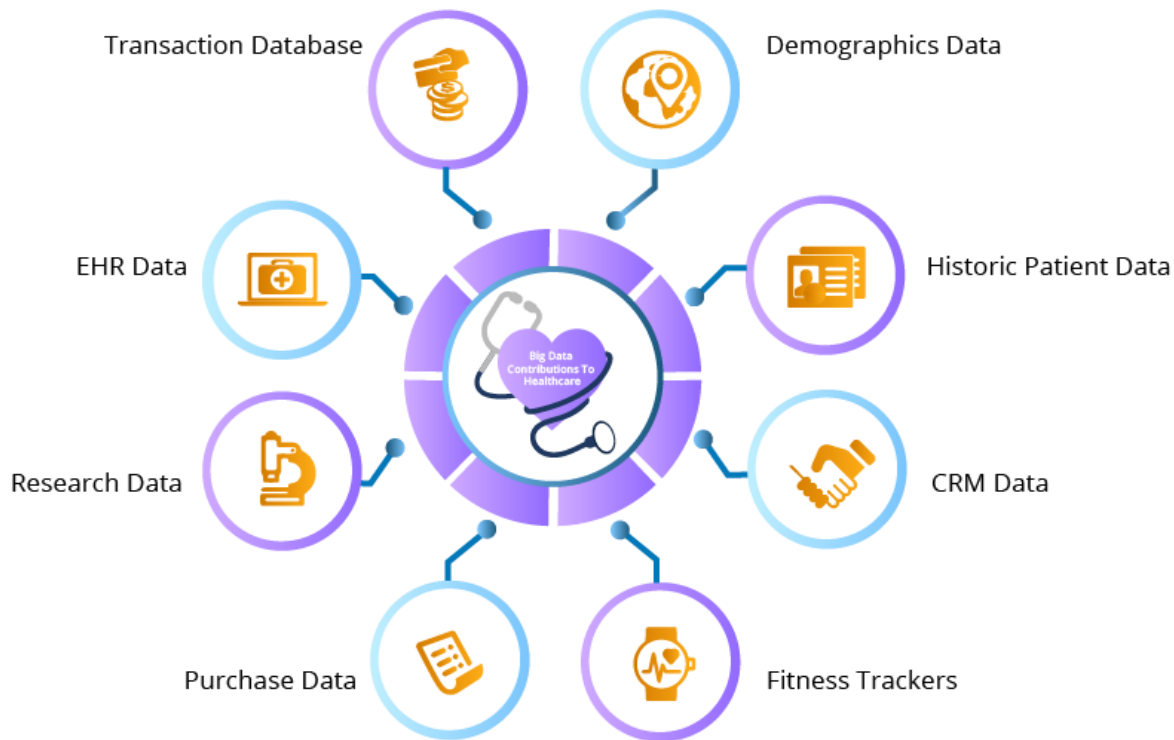 Transaction Database
Demographics Data
EHR Data
Historic Patient Data
Big Data
Contributions To
Healthcare
Research Data
CRM Data
Purchase Data
Fitness Trackers